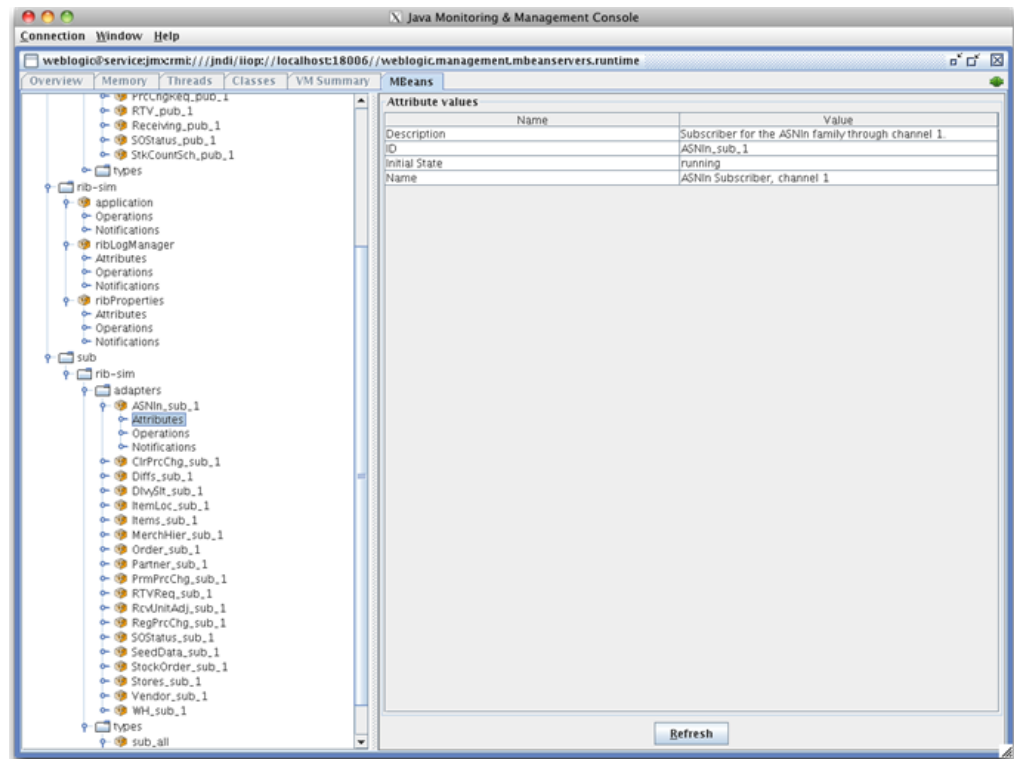 Java Monitoring & Management Console
Connection Window Help
weblogic@service:jmx:rmi:///jndi/iiop://localhost:18006//weblogic.management.mbeanservers.runtime
Overview Memory Threads Classes VM Summary MBeans
PrcChgReq_pub_1
RTV_pub_1
Receiving_pub_1
SOStatus_pub_1
StkCountSch_pub_1
types
rib-sim
application
Operations
Notifications
ribLogManager
Attributes
Operations
Notifications
ribProperties
Attributes
Operations
Notifications
sub
rib-sim
adapters
ASNIn_sub_1
Attributes
Operations
Notifications
ClrPrcChg_sub_1
Diffs_sub_1
DlvySlt_sub_1
ItemLoc_sub_1
Items_sub_1
MerchHier_sub_1
Order_sub_1
Partner_sub_1
PrmPrcChg_sub_1
RTVReq_sub_1
RcvUnitAdj_sub_1
RegPrcChg_sub_1
SOStatus_sub_1
SeedData_sub_1
StockOrder_sub_1
Stores_sub_1
Vendor_sub_1
WH_sub_1
types
sub_all
Attribute values
Name Value
Description Subscriber for the ASNIn family through channel 1.
ID ASNIn_sub_1
Initial State running
Name ASNIn Subscriber, channel 1
Refresh